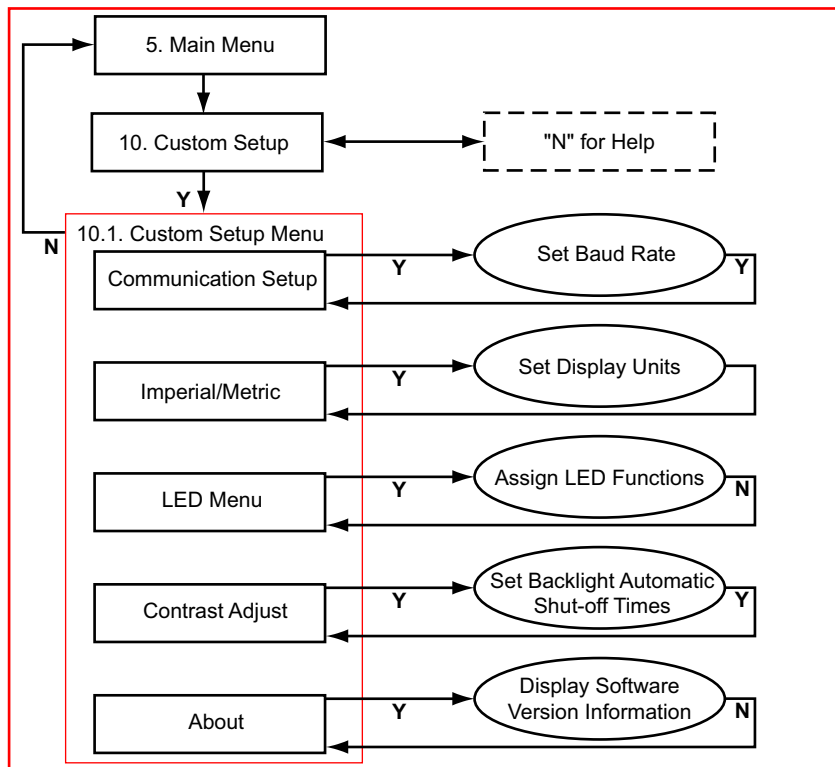 5. Main Menu
10. Custom Setup
"N" for Help
Y
N
10.1. Custom Setup Menu
Communication Setup
Y
Set Baud Rate
Y
Imperial/Metric
Y
Set Display Units
LED Menu
Y
Assign LED Functions
N
Contrast Adjust
Y
Set Backlight Automatic
Shut-off Times
Y
About
Y
Display Software
Version Information
N